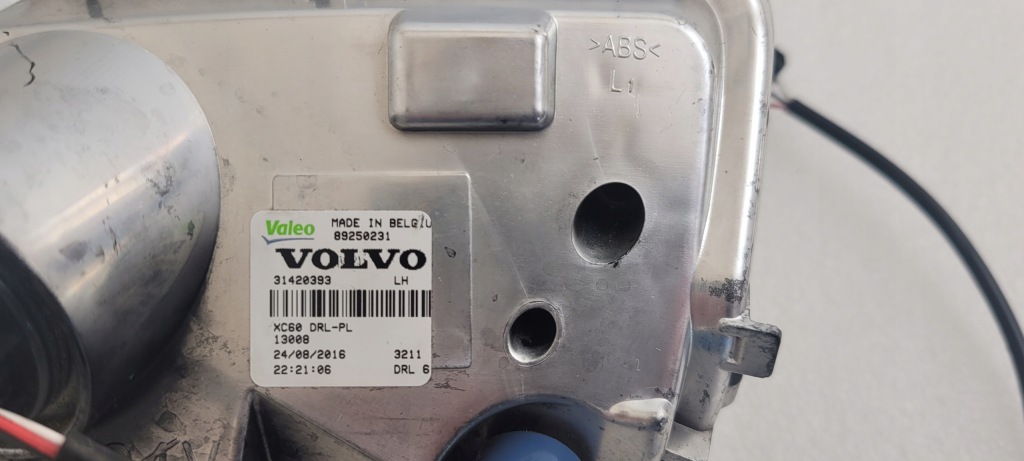 >ABS<
L
Valeo MADE IN BELGIU
89250231
VOLVO
31420393 LH
XC60 DRL-PL
13008
24/08/2016 3211
22:21:06 DRL 6